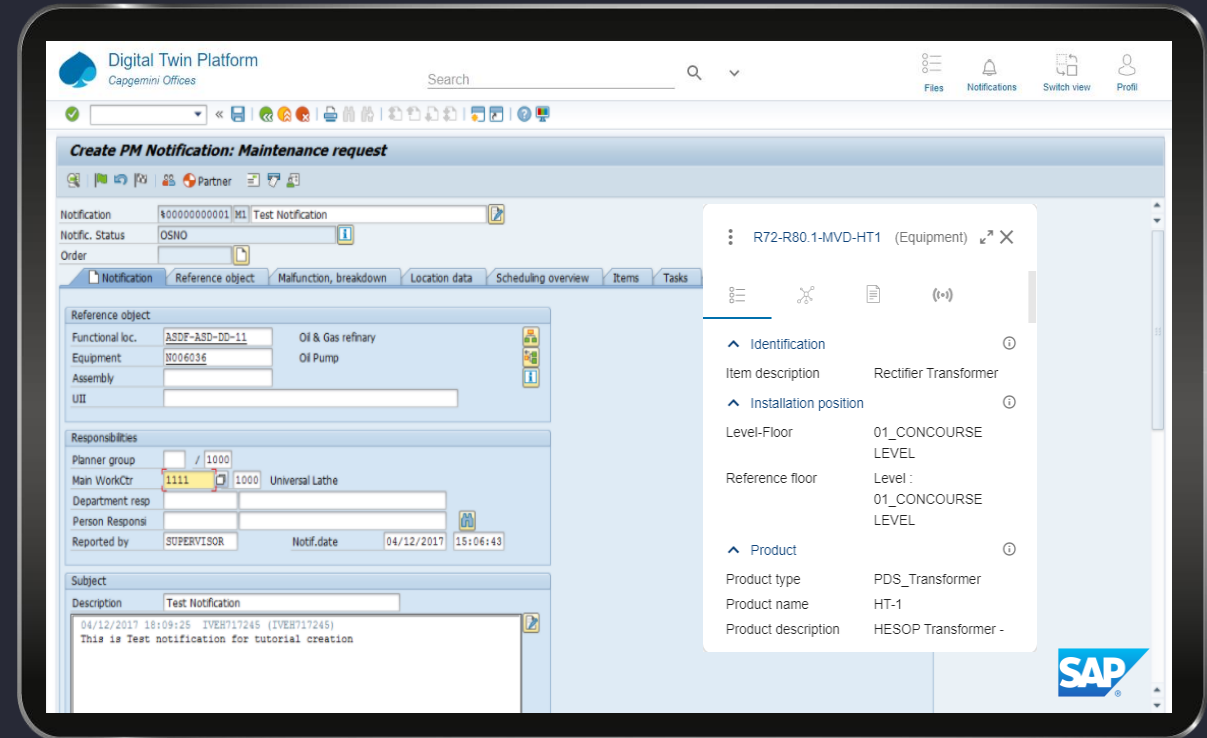 Digital Twin Platform
Capgemini Offices
Search
Files
Notifications
Switch view
Profil
Create PM Notification: Maintenance request
Partner
Notification %00000000001 M1 Test Notification
Notific. Status OSNO
Order
Notification Reference object Malfunction, breakdown Location data Scheduling overview Items Tasks
Reference object
Functional loc. ASDF-ASD-DD-11 Oil & Gas refinary
Equipment N006036 Oil Pump
Assembly
UII
Responsibilities
Planner group / 1000
Main WorkCtr 1111 1000 Universal Lathe
Department resp
Person Responsi
Reported by SUPERVISOR Notif.date 04/12/2017 15:06:43
Subject
Description Test Notification
04/12/2017 18:09:25 IVEH717245 (IVEH717245)
This is Test notification for tutorial creation
R72-R80.1-MVD-HT1 (Equipment)
Identification
Item description Rectifier Transformer
Installation position
Level-Floor 01_CONCOURSE
LEVEL
Reference floor Level :
01_CONCOURSE
LEVEL
Product
Product type PDS_Transformer
Product name HT-1
Product description HESOP Transformer -
SAP